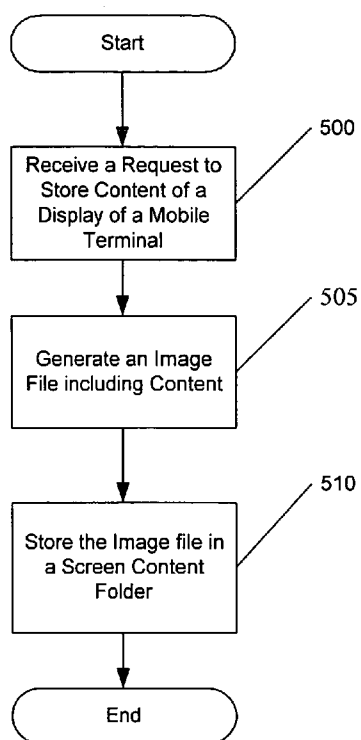 Start
500
Receive a Request to
Store Content of a
Display of a Mobile
Terminal
505
Generate an Image
File including Content
510
Store the Image file in
a Screen Content
Folder
End